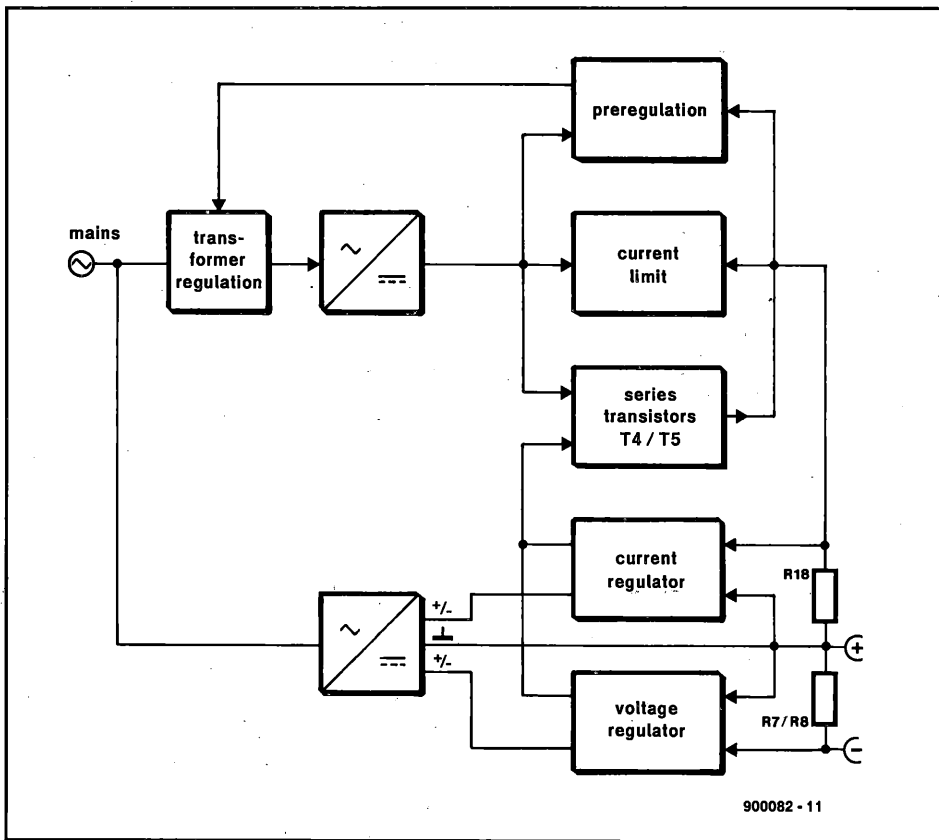 preregulation
mains
trans-
former
regulation
current
limit
series
transistors
T4 / T5
current
regulator
R18
+/-
+/-
voltage
regulator
R7/R8
+
-
900082 - 11